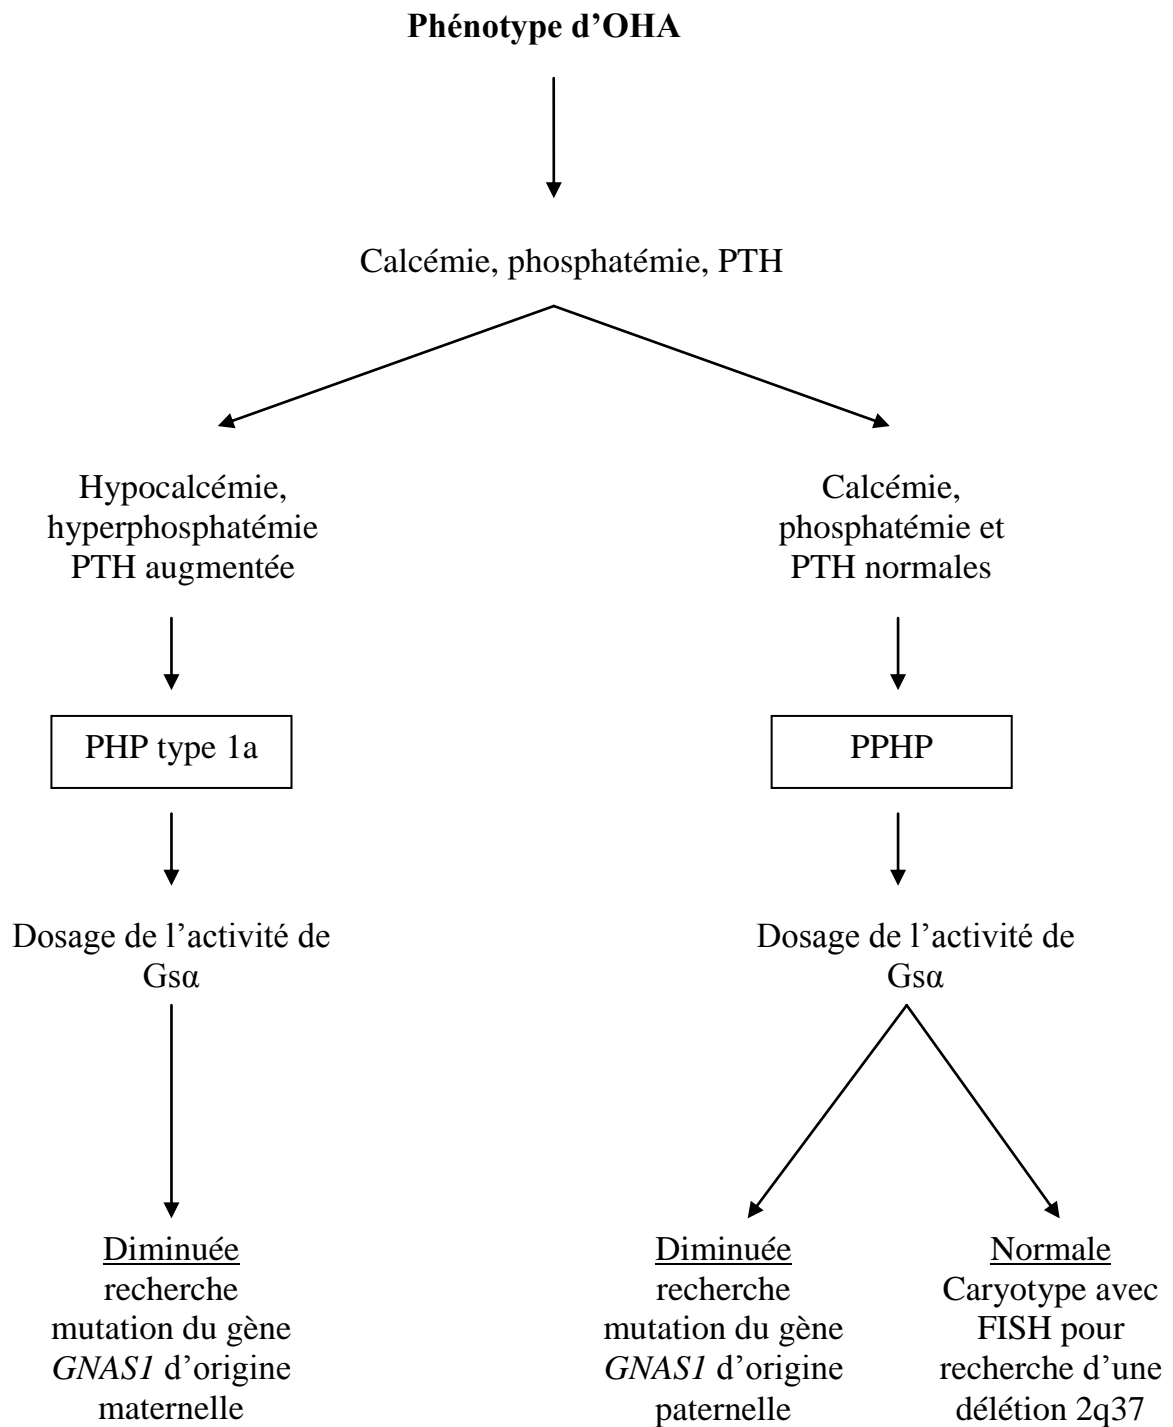 Phénotype d’OHA
Calcémie, phosphatémie, PTH
Hypocalcémie,
hyperphosphatémie
PTH augmentée
Calcémie,
phosphatémie et
PTH normales
PHP type 1a
PPHP
Dosage de l’activité de
Gsα
Dosage de l’activité de
Gsα
Diminuée
recherche
mutation du gène
GNAS1 d’origine
maternelle
Diminuée
recherche
mutation du gène
GNAS1 d’origine
paternelle
Normale
Caryotype avec
FISH pour
recherche d’une
délétion 2q37